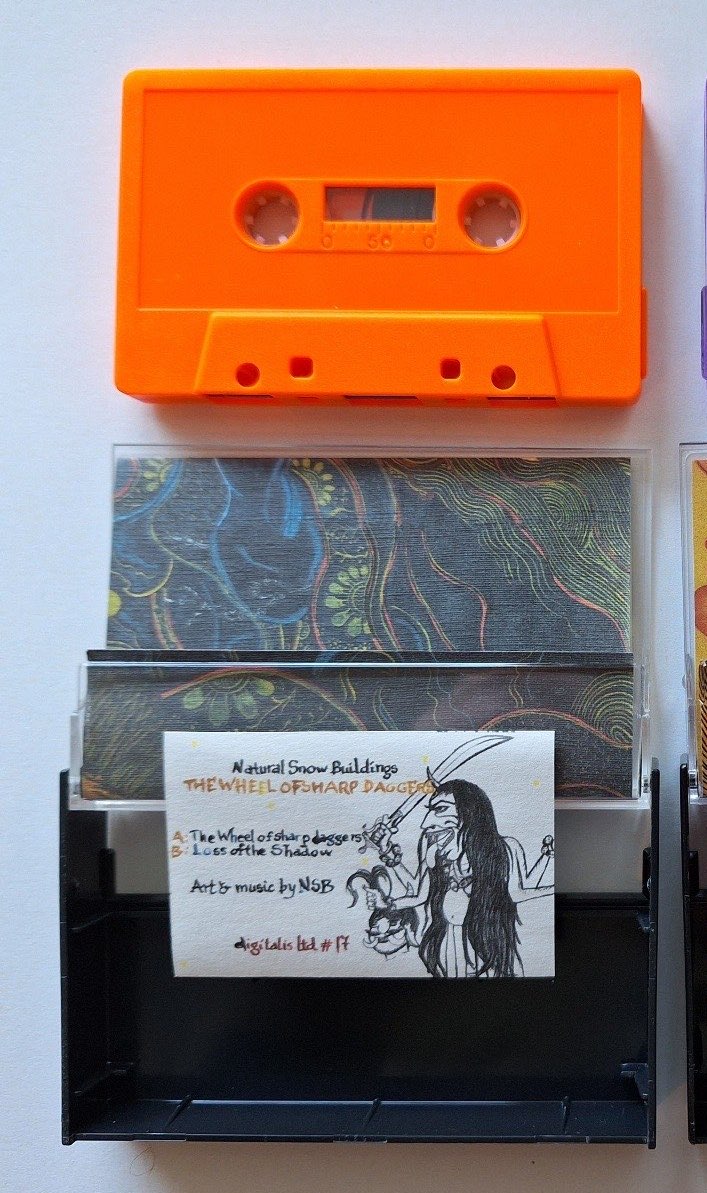 0 50 0
Natural Snow Buildings
THE WHEEL OF SHARP DAGGERS
A: The Wheel of sharp daggers
B: Loss of the Shadow
Art & music by NSB
digitalis ltd # 17